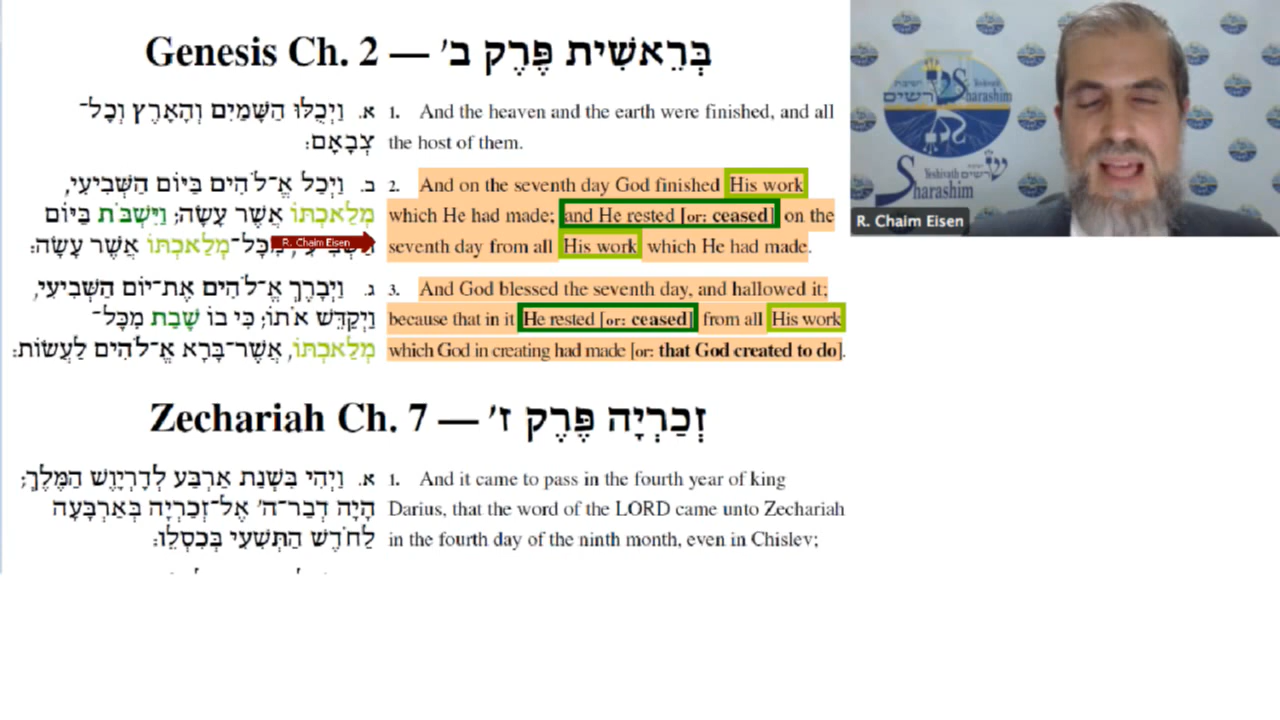 Genesis Ch. 2 — בְּרֵאשִׁית פֶּרֶק ב׳
א. וַיְכֻלּוּ הַשָּׁמַיִם וְהָאָרֶץ וְכָל־
צְבָאָם:
1. And the heaven and the earth were finished, and all
the host of them.
ב. וַיְכַל אֱ־לֹהִים בַּיּוֹם הַשְּׁבִיעִי,
מְלַאכְתּוֹ אֲשֶׁר עָשָׂה; וַיִּשְׁבֹּת בַּיּוֹם
מִכָּל־מְלַאכְתּוֹ אֲשֶׁר עָשָׂה:
R. Chaim Eisen
2. And on the seventh day God finished His work
which He had made; and He rested [or: ceased] on the
seventh day from all His work which He had made.
ג. וַיְבָרֶךְ אֱ־לֹהִים אֶת־יוֹם הַשְּׁבִיעִי,
וַיְקַדֵּשׁ אֹתוֹ; כִּי בוֹ שָׁבַת מִכָּל־
מְלַאכְתּוֹ, אֲשֶׁר־בָּרָא אֱ־לֹהִים לַעֲשׂוֹת:
3. And God blessed the seventh day, and hallowed it;
because that in it He rested [or: ceased] from all His work
which God in creating had made [or: that God created to do].
Zechariah Ch. 7 — זְכַרְיָה פֶּרֶק ז׳
א. וַיְהִי בִּשְׁנַת אַרְבַּע לְדָרְיָוֶשׁ הַמֶּלֶךְ;
הָיָה דְבַר־ה׳ אֶל־זְכַרְיָה בְּאַרְבָּעָה
לַחֹדֶשׁ הַתְּשִׁעִי בְּכִסְלֵו:
1. And it came to pass in the fourth year of king
Darius, that the word of the LORD came unto Zechariah
in the fourth day of the ninth month, even in Chislev;
ישיבת
שרשים
Yeshivath
Sharashim
Yeshivath
Sharashim
R. Chaim Eisen